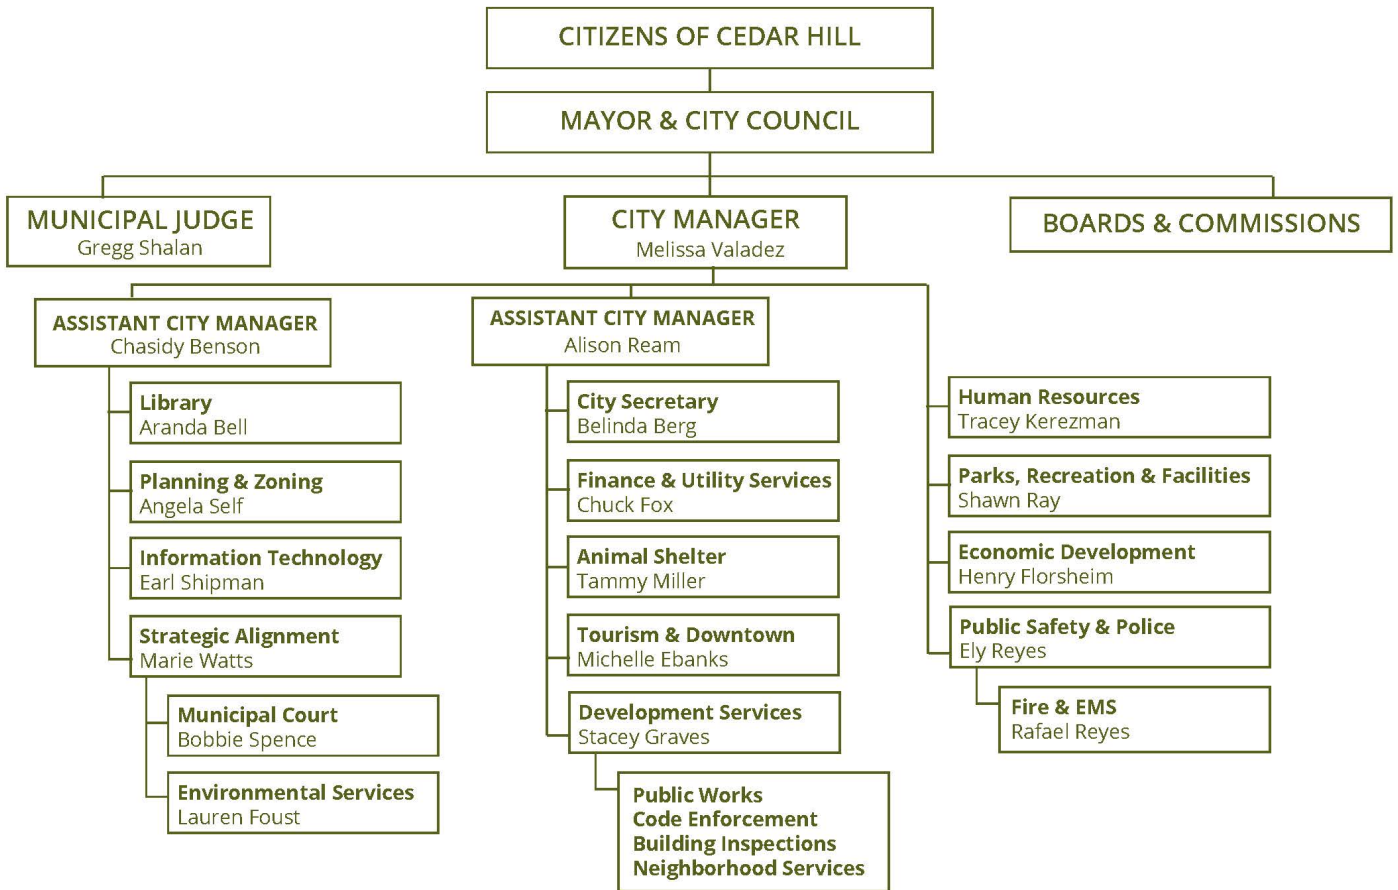 CITIZENS OF CEDAR HILL
MAYOR & CITY COUNCIL
MUNICIPAL JUDGE
Gregg Shalan
CITY MANAGER
Melissa Valadez
BOARDS & COMMISSIONS
ASSISTANT CITY MANAGER
Chasidy Benson
Library
Aranda Bell
Planning & Zoning
Angela Self
Information Technology
Earl Shipman
Strategic Alignment
Marie Watts
Municipal Court
Bobbie Spence
Environmental Services
Lauren Foust
ASSISTANT CITY MANAGER
Alison Ream
City Secretary
Belinda Berg
Finance & Utility Services
Chuck Fox
Animal Shelter
Tammy Miller
Tourism & Downtown
Michelle Ebanks
Development Services
Stacey Graves
Public Works
Code Enforcement
Building Inspections
Neighborhood Services
Human Resources
Tracey Kerezman
Parks, Recreation & Facilities
Shawn Ray
Economic Development
Henry Florsheim
Public Safety & Police
Ely Reyes
Fire & EMS
Rafael Reyes